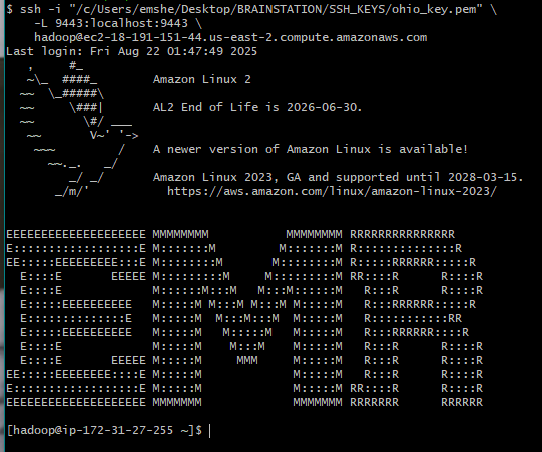 $ ssh -i "/c/Users/emshe/Desktop/BRAINSTATION/SSH_KEYS/ohio_key.pem" \
    -L 9443:localhost:9443 \
    hadoop@ec2-18-191-151-44.us-east-2.compute.amazonaws.com
Last login: Fri Aug 22 01:47:49 2025
   ,     #_
   ~\_  ####_        Amazon Linux 2
  ~~  \_#####\
  ~~     \###|       AL2 End of Life is 2026-06-30.
  ~~       \#/ ___
   ~~       V~' '->
    ~~~         /    A newer version of Amazon Linux is available!
      ~~._.   _/
         _/ _/       Amazon Linux 2023, GA and supported until 2028-03-15.
       _/m/'           https://aws.amazon.com/linux/amazon-linux-2023/

EEEEEEEEEEEEEEEEEEEE MMMMMMMM           MMMMMMMM RRRRRRRRRRRRRRR
E::::::::::::::::::E M:::::::M         M:::::::M R::::::::::::::R
EE:::::EEEEEEEEE:::E M::::::::M       M::::::::M R:::::RRRRRR:::::R
  E::::E       EEEEE M:::::::::M     M:::::::::M RR::::R      R::::R
  E::::E             M::::::M:::M   M:::M::::::M   R:::R      R::::R
  E:::::EEEEEEEEEE   M:::::M M:::M M:::M M:::::M   R:::RRRRRR:::::R
  E::::::::::::::E   M:::::M  M:::M:::M  M:::::M   R:::::::::::RR
  E:::::EEEEEEEEEE   M:::::M   M:::::M   M:::::M   R:::RRRRRR::::R
  E::::E             M:::::M    M:::M    M:::::M   R:::R      R::::R
  E::::E       EEEEE M:::::M     MMM     M:::::M   R:::R      R::::R
EE:::::EEEEEEEE::::E M:::::M             M:::::M   R:::R      R::::R
E::::::::::::::::::E M:::::M             M:::::M RR::::R      R::::R
EEEEEEEEEEEEEEEEEEEE MMMMMMM             MMMMMMM RRRRRRR      RRRRRR

[hadoop@ip-172-31-27-255 ~]$